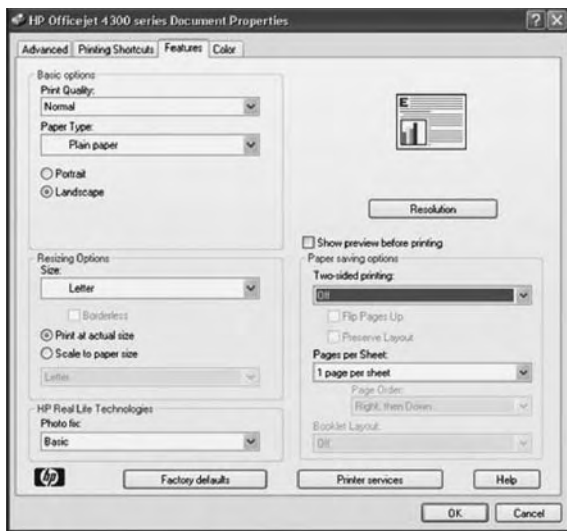 HP Officejet 4300 series Document Properties
Advanced Printing Shortcuts Features Color
Basic options
Print Quality:
Normal
Paper Type:
Plain paper
Portrait
Landscape
E
Resolution
Show preview before printing
Resizing Options
Size:
Letter
Borderless
Print at actual size
Scale to paper size
Letter
Paper saving options
Two-sided printing:
Off
Flip Pages Up
Preserve Layout
Pages per Sheet:
1 page per sheet
Page Order:
Right, then Down
Booklet Layout:
Off
HP Real Life Technologies
Photo fix:
Basic
hp
Factory defaults
Printer services
Help
OK
Cancel